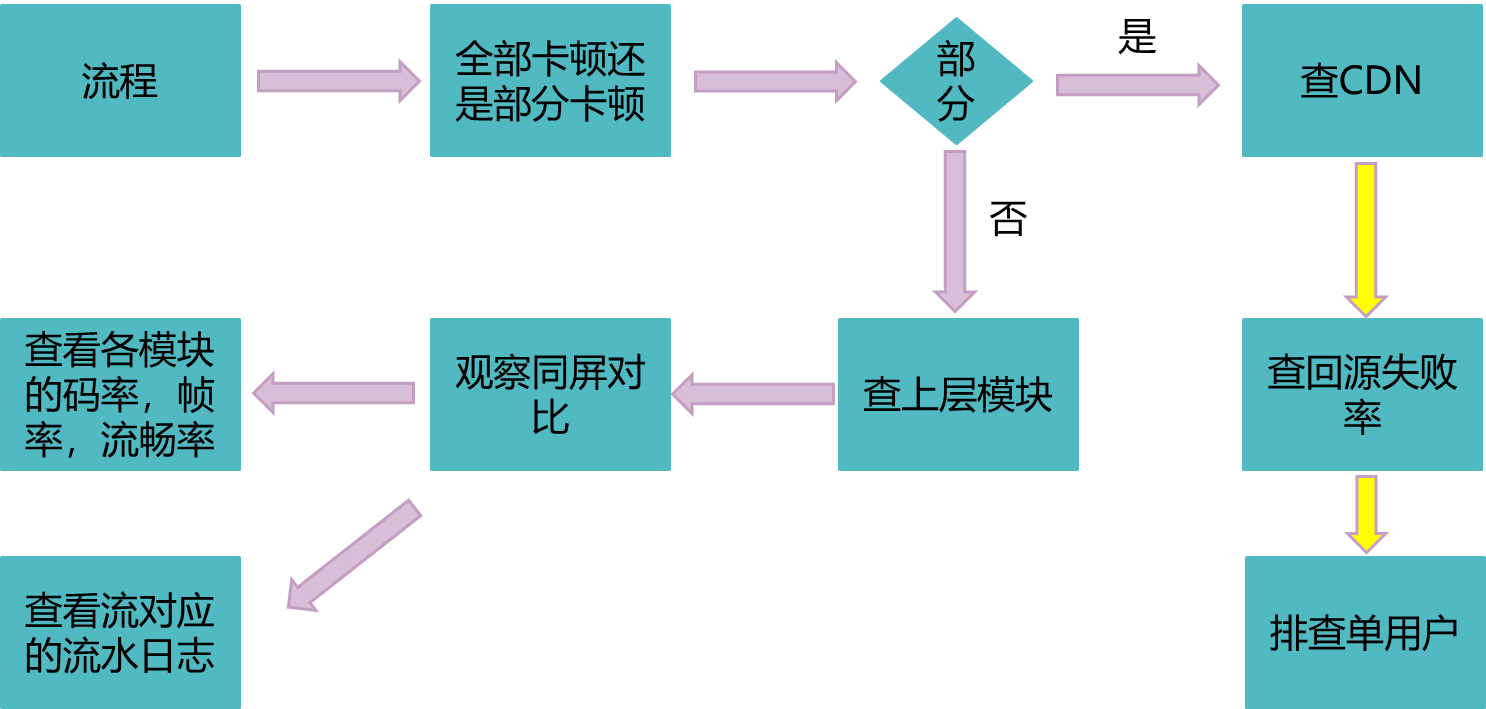 流程
全部卡顿还
是部分卡顿
部
分
是
查CDN
否
查看各模块
的码率，帧
率，流畅率
观察同屏对
比
查上层模块
查回源失败
率
查看流对应
的流水日志
排查单用户